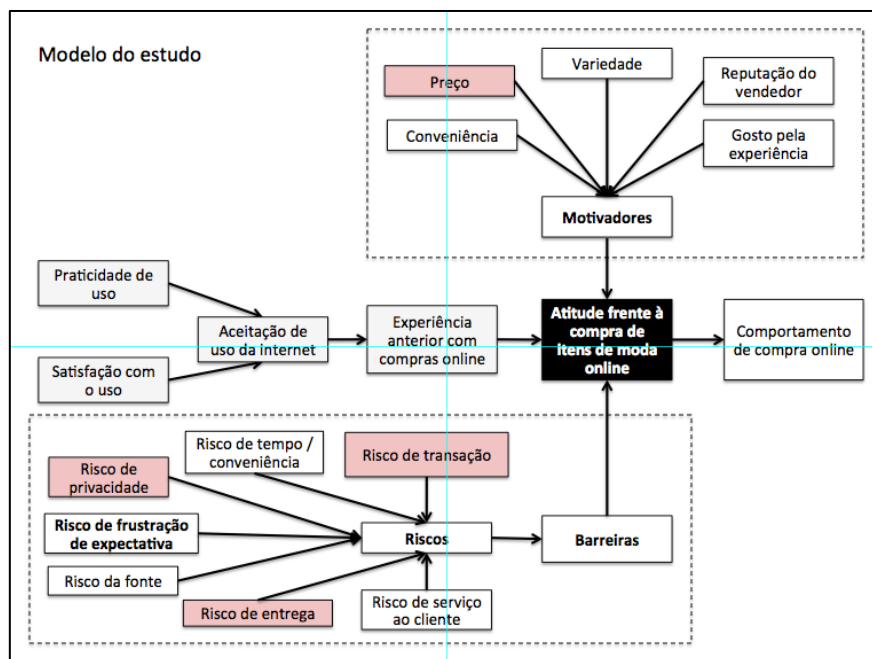 Modelo do estudo
Variedade
Preço
Reputação do
vendedor
Conveniência
Gosto pela
experiência
Motivadores
Praticidade de
uso
Aceitação de
uso da internet
Experiência
anterior com
compras online
Atitude frente à
compra de
itens de moda
online
Comportamento
de compra online
Satisfação com
o uso
Risco de tempo /
conveniência
Risco de transação
Risco de
privacidade
Risco de frustração
de expectativa
Riscos
Barreiras
Risco da fonte
Risco de entrega
Risco de serviço
ao cliente